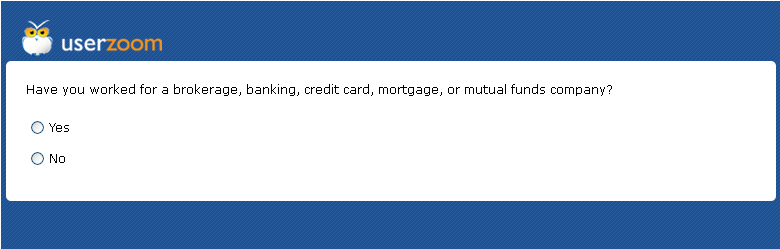 userzoom
Have you worked for a brokerage, banking, credit card, mortgage, or mutual funds company?
Yes
No